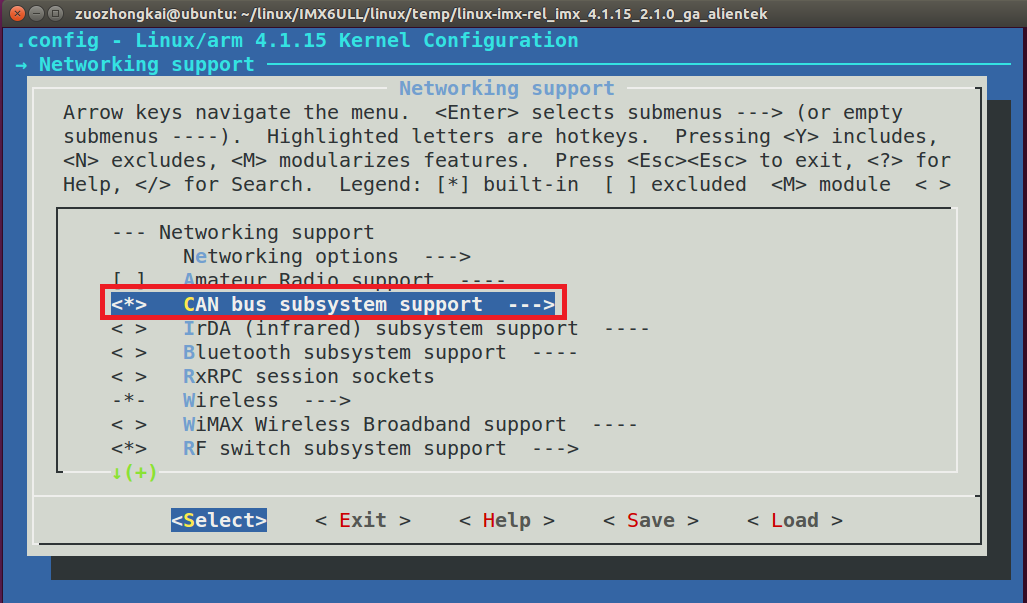 zuozhongkai@ubuntu: ~/linux/IMX6ULL/linux/temp/linux-imx-rel_imx_4.1.15_2.1.0_ga_alientek
.config - Linux/arm 4.1.15 Kernel Configuration
→ Networking support
Networking support
Arrow keys navigate the menu.  <Enter> selects submenus ---> (or empty
submenus ----).  Highlighted letters are hotkeys.  Pressing <Y> includes,
<N> excludes, <M> modularizes features.  Press <Esc><Esc> to exit, <?> for
Help, </> for Search.  Legend: [*] built-in  [ ] excluded  <M> module  < >
--- Networking support
Networking options  --->
[ ]   Amateur Radio support  ----
<*>   CAN bus subsystem support  --->
< >   IrDA (infrared) subsystem support  ----
< >   Bluetooth subsystem support  ----
< >   RxRPC session sockets
-*-   Wireless  --->
< >   WiMAX Wireless Broadband support  ----
<*>   RF switch subsystem support  --->
↓(+)
<Select>    < Exit >    < Help >    < Save >    < Load >